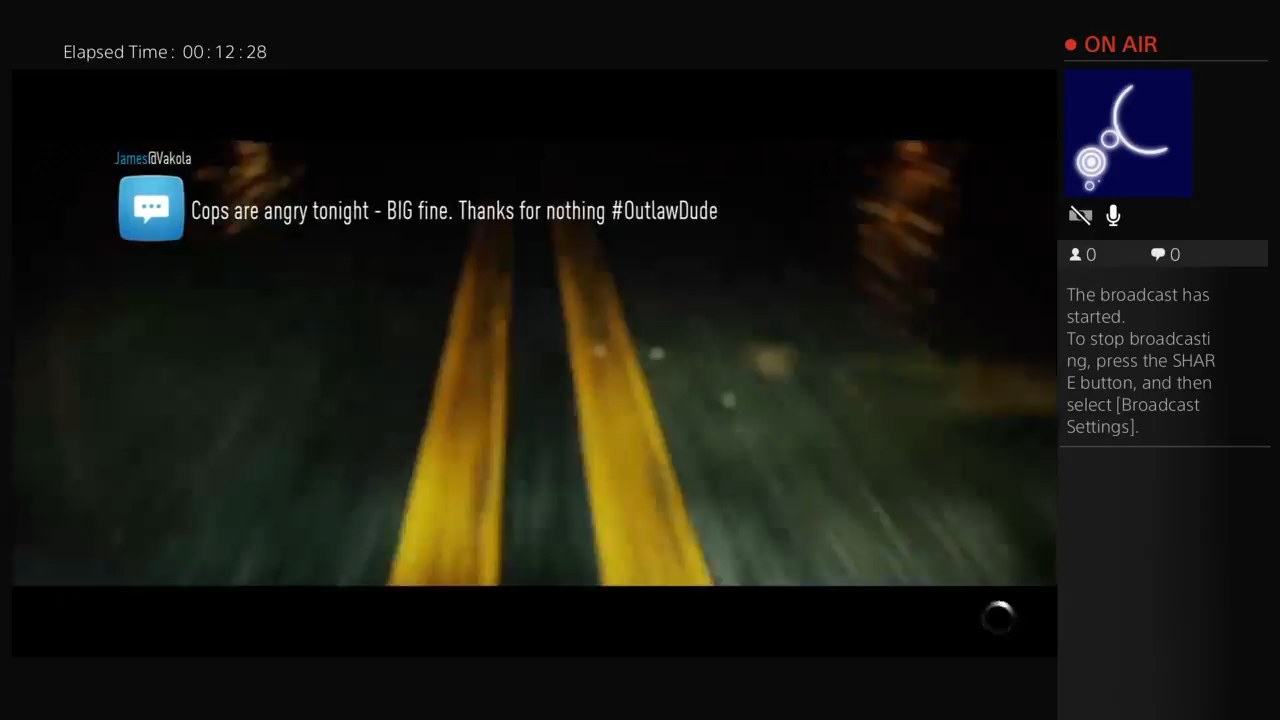 Elapsed Time: 00:12:28
ON AIR
James@Vakola
Cops are angry tonight - BIG fine. Thanks for nothing #OutlawDude
0 0
The broadcast has
started.
To stop broadcasti
ng, press the SHAR
E button, and then
select [Broadcast
Settings].